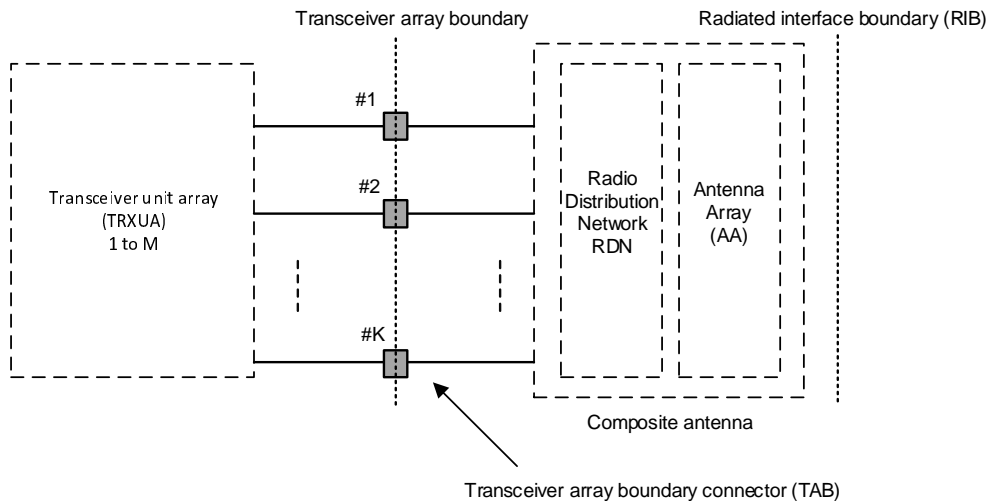 Transceiver array boundary
Radiated interface boundary (RIB)
#1
#2
#K
Transceiver unit array
(TRXUA)
1 to M
Radio
Distribution
Network
RDN
Antenna
Array
(AA)
Composite antenna
Transceiver array boundary connector (TAB)